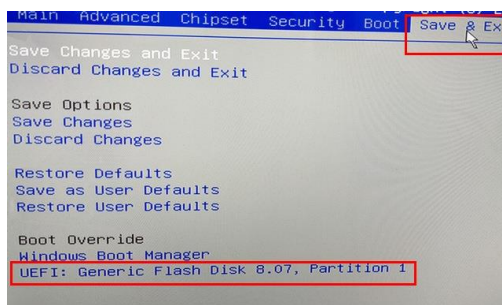 Main Advanced Chipset Security Boot Save & Ex
Save Changes and Exit
Discard Changes and Exit
Save Options
Save Changes
Discard Changes
Restore Defaults
Save as User Defaults
Restore User Defaults
Boot Override
Windows Boot Manager
UEFI: Generic Flash Disk 8.07, Partition 1